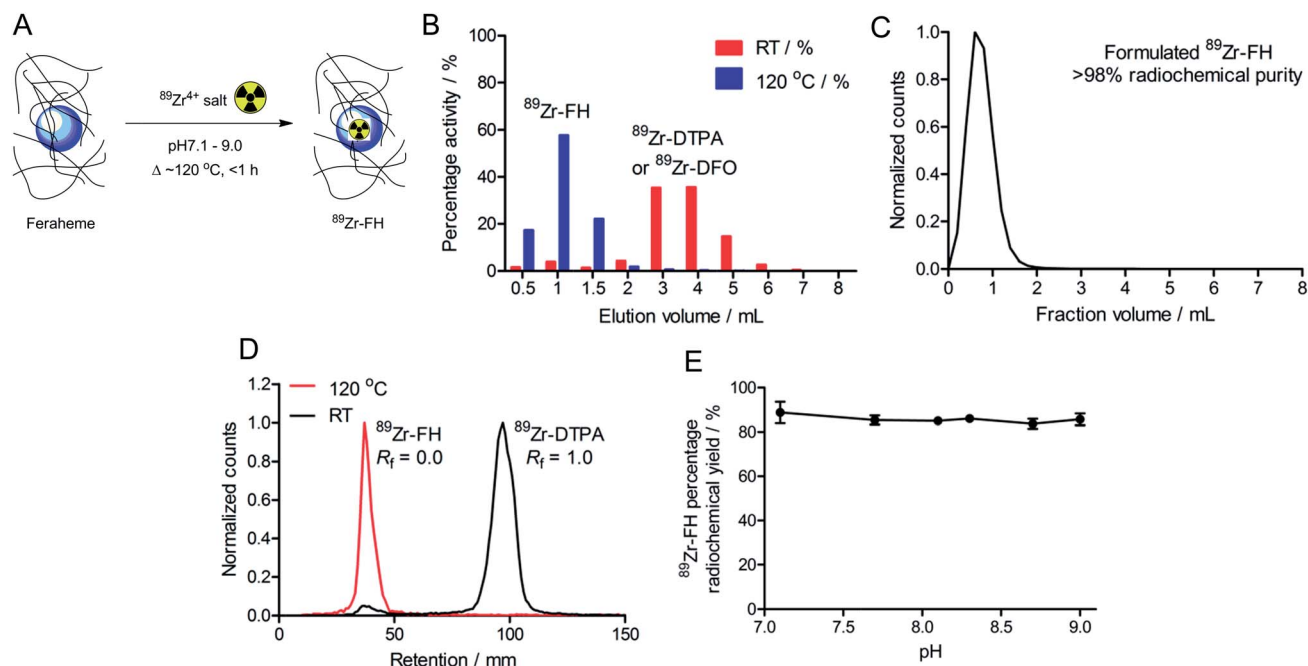 A
⁸⁹Zr⁴⁺ salt
pH7.1 - 9.0
Δ ~120 °C, <1 h
Feraheme
⁸⁹Zr-FH
B
Percentage activity / %
100
80
60
40
20
0
RT / %
120 °C / %
⁸⁹Zr-FH
⁸⁹Zr-DTPA
or ⁸⁹Zr-DFO
0.5 1 1.5 2 3 4 5 6 7 8
Elution volume / mL
C
Normalized counts
1.0
0.8
0.6
0.4
0.2
0.0
Formulated ⁸⁹Zr-FH
>98% radiochemical purity
0 1 2 3 4 5 6 7 8
Fraction volume / mL
D
Normalized counts
1.2
1.0
0.8
0.6
0.4
0.2
0.0
120 °C
RT
⁸⁹Zr-FH
Rf = 0.0
⁸⁹Zr-DTPA
Rf = 1.0
0 50 100 150
Retention / mm
E
⁸⁹Zr-FH percentage
radiochemical yield / %
100
80
60
40
20
0
7.0 7.5 8.0 8.5 9.0
pH